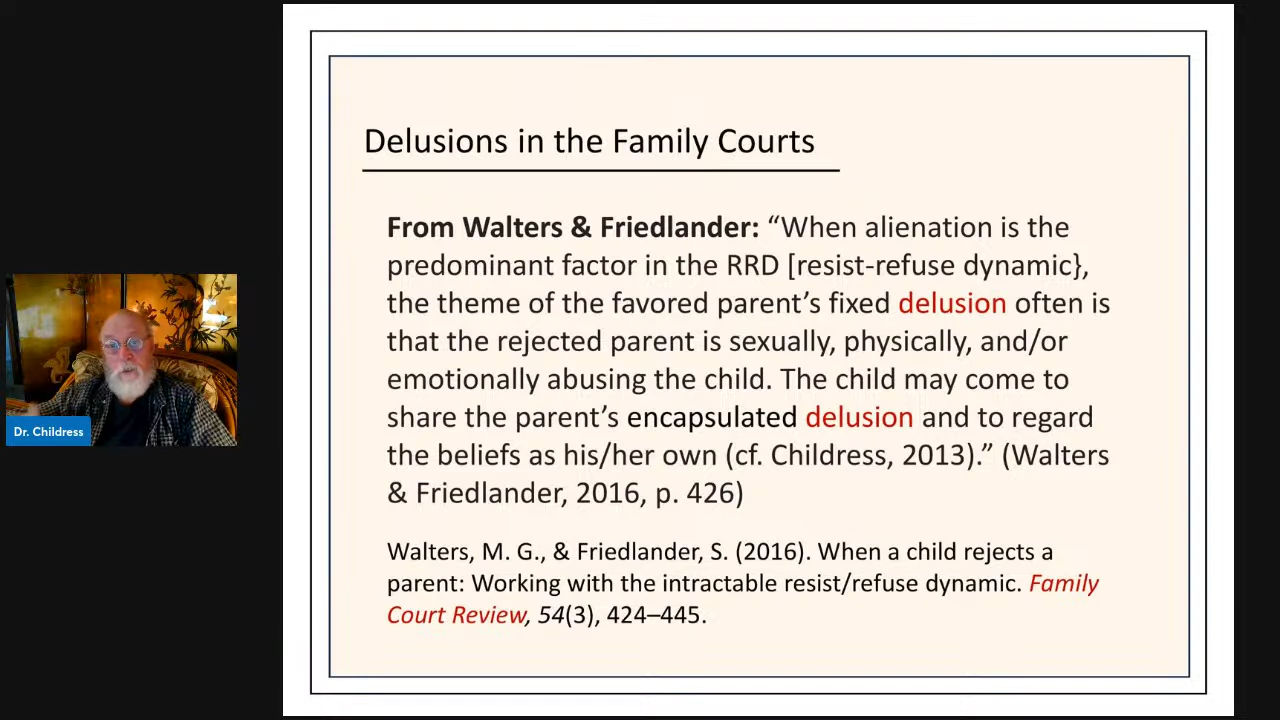 Delusions in the Family Courts
From Walters & Friedlander: “When alienation is the
predominant factor in the RRD [resist-refuse dynamic},
the theme of the favored parent’s fixed delusion often is
that the rejected parent is sexually, physically, and/or
emotionally abusing the child. The child may come to
share the parent’s encapsulated delusion and to regard
the beliefs as his/her own (cf. Childress, 2013).” (Walters
& Friedlander, 2016, p. 426)
Walters, M. G., & Friedlander, S. (2016). When a child rejects a
parent: Working with the intractable resist/refuse dynamic. Family
Court Review, 54(3), 424–445.
Dr. Childress